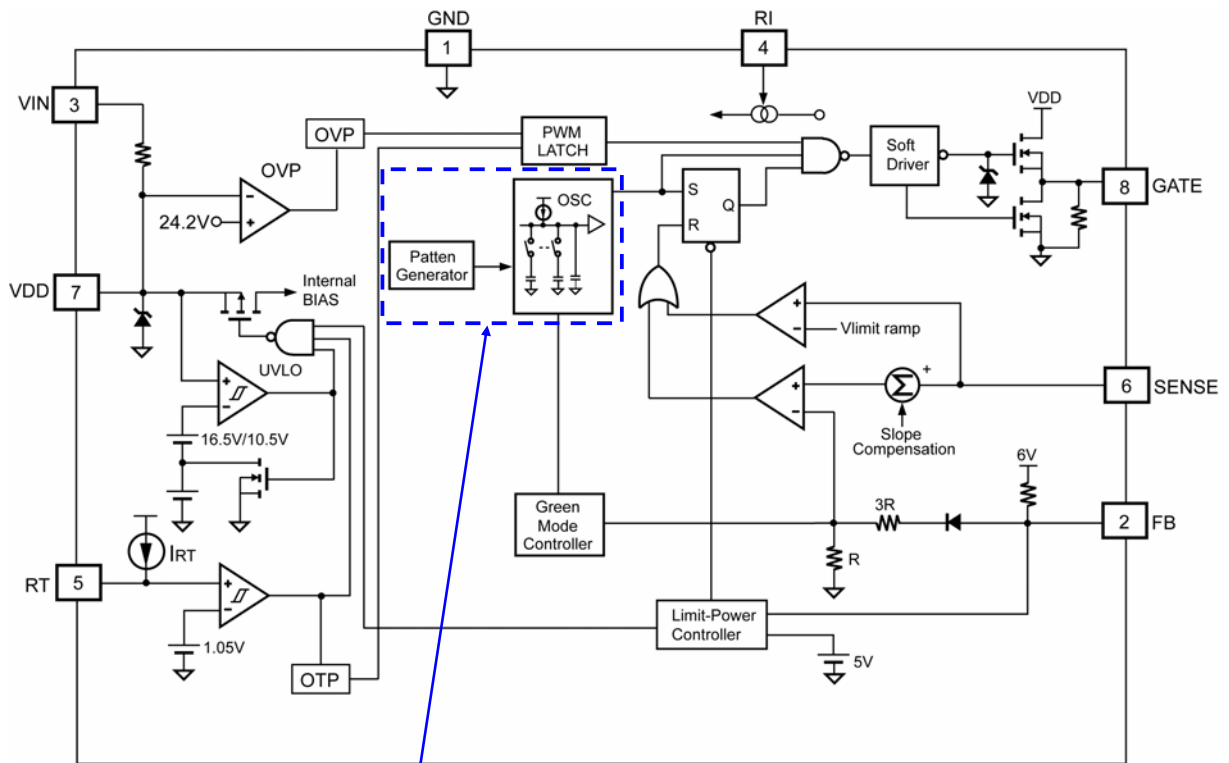 GND
1
RI
4
VIN
3
OVP
PWM
LATCH
VDD
Soft
Driver
OVP
24.2V
OSC
S
Q
R
8
GATE
Patten
Generator
VDD
7
Internal
BIAS
UVLO
+
-
Vlimit ramp
+
-
16.5V/10.5V
+
-
Σ
+
6
SENSE
Slope
Compensation
6V
Green
Mode
Controller
3R
2
FB
R
IRT
RT
5
+
-
1.05V
Limit-Power
Controller
5V
OTP
-
+